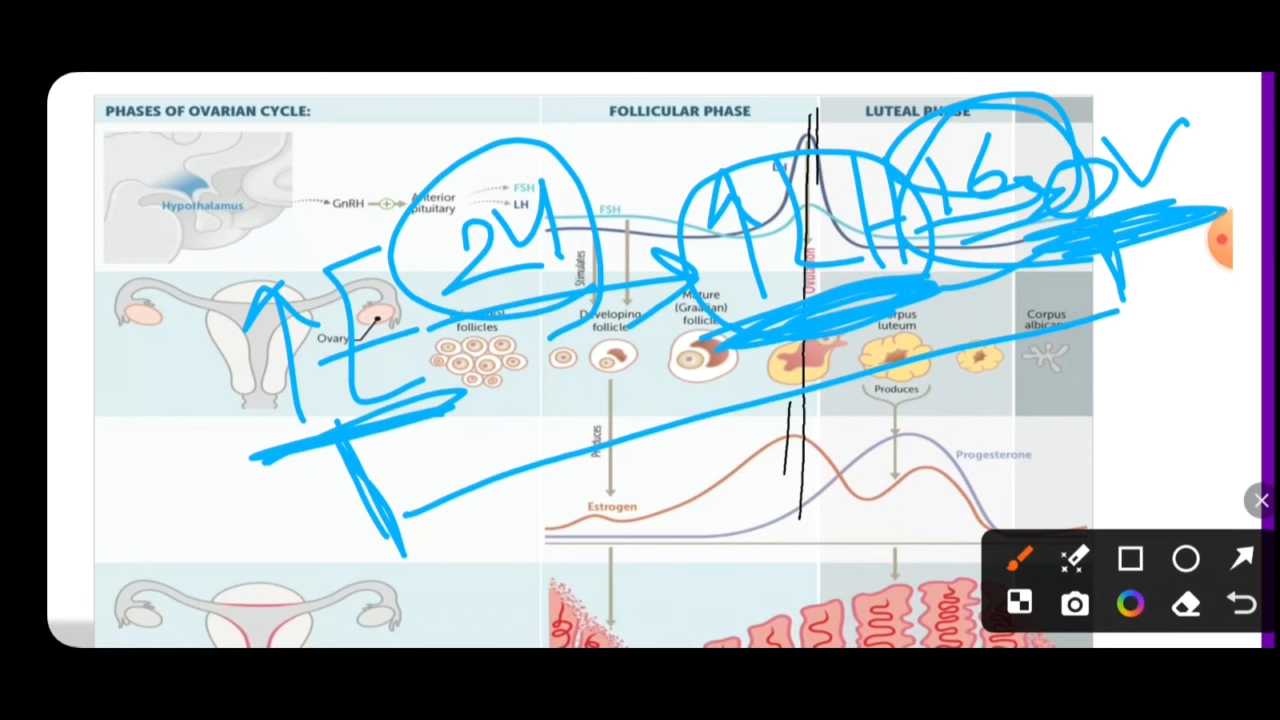 PHASES OF OVARIAN CYCLE:
FOLLICULAR PHASE
LUTEAL PHASE
Hypothalamus
GnRH
+
Anterior
pituitary
FSH
LH
FSH
LH
Stimulates
Ovulation
↑ E
24
↑ LH
16
OV
Ovary
follicles
Developing
follicle
Mature
(Graafian)
follicle
Corpus
luteum
Corpus
albicans
Produces
Produces
Estrogen
Progesterone